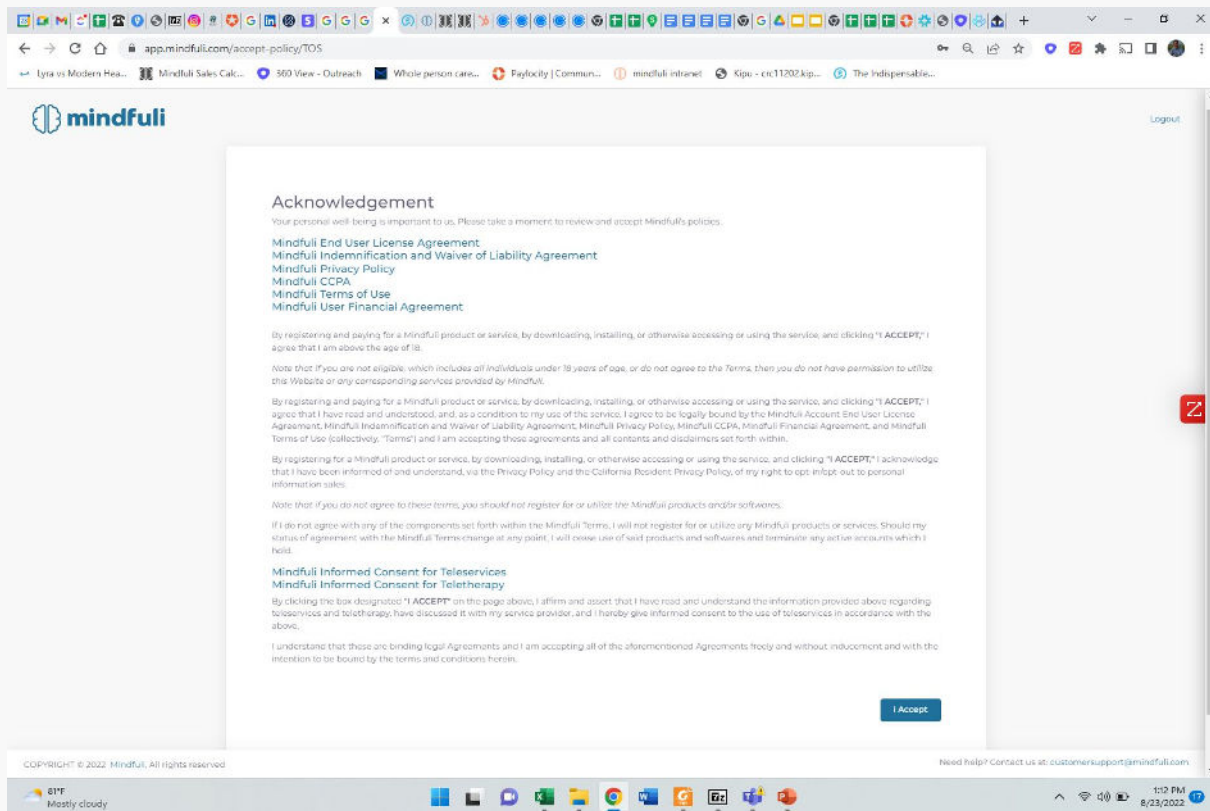 app.mindfuli.com/accept-policy/TOS
Lyra vs Modern Hea... Mindfuli Sales Calc... 360 View - Outreach Whole person care... Paylocity | Commun... mindfuli intranet Kipu - crc11202.kip... The Indispensable...
mindfuli
Logout
Acknowledgement
Your personal well-being is important to us. Please take a moment to review and accept Mindfuli's policies.
Mindfuli End User License Agreement
Mindfuli Indemnification and Waiver of Liability Agreement
Mindfuli Privacy Policy
Mindfuli CCPA
Mindfuli Terms of Use
Mindfuli User Financial Agreement
By registering and paying for a Mindfuli product or service, by downloading, installing, or otherwise accessing or using the service, and clicking "I ACCEPT," I
agree that I am above the age of 18.
Note that if you are not eligible, which includes all individuals under 18 years of age, or do not agree to the Terms, then you do not have permission to utilize
this Website or any corresponding services provided by Mindfuli.
By registering and paying for a Mindfuli product or service, by downloading, installing, or otherwise accessing or using the service, and clicking "I ACCEPT," I
agree that I have read and understood, and, as a condition to my use of the service, I agree to be legally bound by the Mindfuli Account End User License
Agreement, Mindfuli Indemnification and Waiver of Liability Agreement, Mindfuli Privacy Policy, Mindfuli CCPA, Mindfuli Financial Agreement, and Mindfuli
Terms of Use (collectively, "Terms") and I am accepting these agreements and all contents and disclaimers set forth within.
By registering for a Mindfuli product or service, by downloading, installing, or otherwise accessing or using the service, and clicking "I ACCEPT," I acknowledge
that I have been informed of and understand, via the Privacy Policy and the California Resident Privacy Policy, of my right to opt-in/opt-out to personal
information sales.
Note that if you do not agree to these terms, you should not register for or utilize the Mindfuli products and/or softwares.
If I do not agree with any of the components set forth within the Mindfuli Terms, I will not register for or utilize any Mindfuli products or services. Should my
status of agreement with the Mindfuli Terms change at any point, I will cease use of said products and softwares and terminate any active accounts which I
hold.
Mindfuli Informed Consent for Teleservices
Mindfuli Informed Consent for Teletherapy
By clicking the box designated "I ACCEPT" on the page above, I affirm and assert that I have read and understand the information provided above regarding
teleservices and teletherapy, have discussed it with my service provider, and I hereby give informed consent to the use of teleservices in accordance with the
above.
I understand that these are binding legal Agreements and I am accepting all of the aforementioned Agreements freely and without inducement and with the
intention to be bound by the terms and conditions herein.
I Accept
COPYRIGHT © 2022 Mindfuli, All rights reserved
Need help? Contact us at: customersupport@mindfuli.com
81°F
Mostly cloudy
1:12 PM
8/23/2022
17